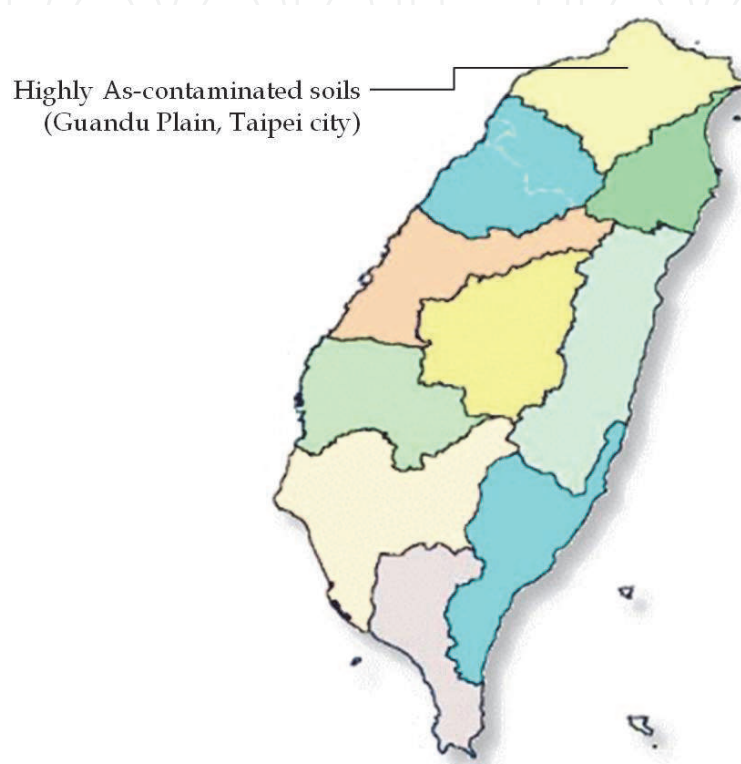 Highly As-contaminated soils
(Guandu Plain, Taipei city)